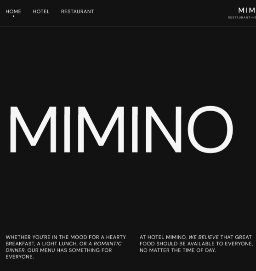 HOME HOTEL RESTAURANT
MIM
MIMINO
WHETHER YOU'RE IN THE MOOD FOR A HEARTY
BREAKFAST, A LIGHT LUNCH, OR A ROMANTIC
DINNER, OUR MENU HAS SOMETHING FOR
EVERYONE.
AT HOTEL MIMINO, WE BELIEVE THAT GREAT
FOOD SHOULD BE AVAILABLE TO EVERYONE,
NO MATTER THE TIME OF DAY.